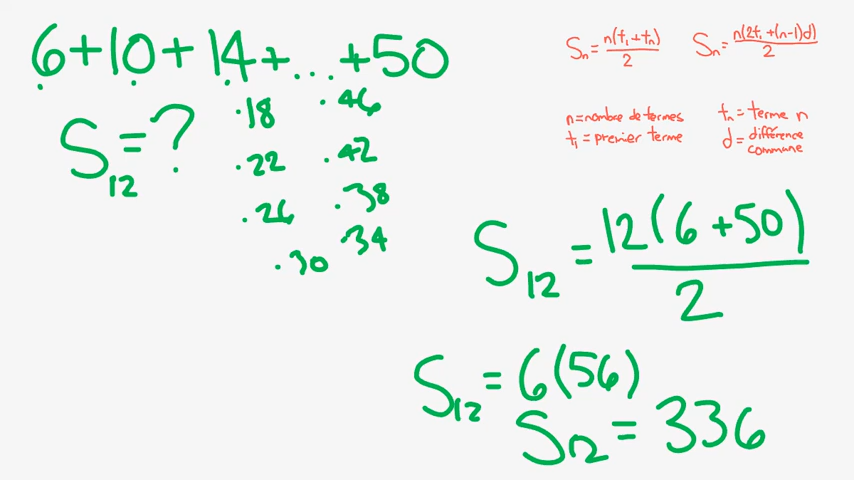 6+10+14+...+50
S₁₂=?
.18
.22
.26
.30
.46
.42
.38
.34
Sn = n(t₁+tn)/2
Sn = n(2t₁+(n-1)d)/2
n=nombre de termes
t₁=premier terme
tn=terme n
d=différence
commune
S₁₂=12(6+50)/2
S₁₂=6(56)
S₁₂=336